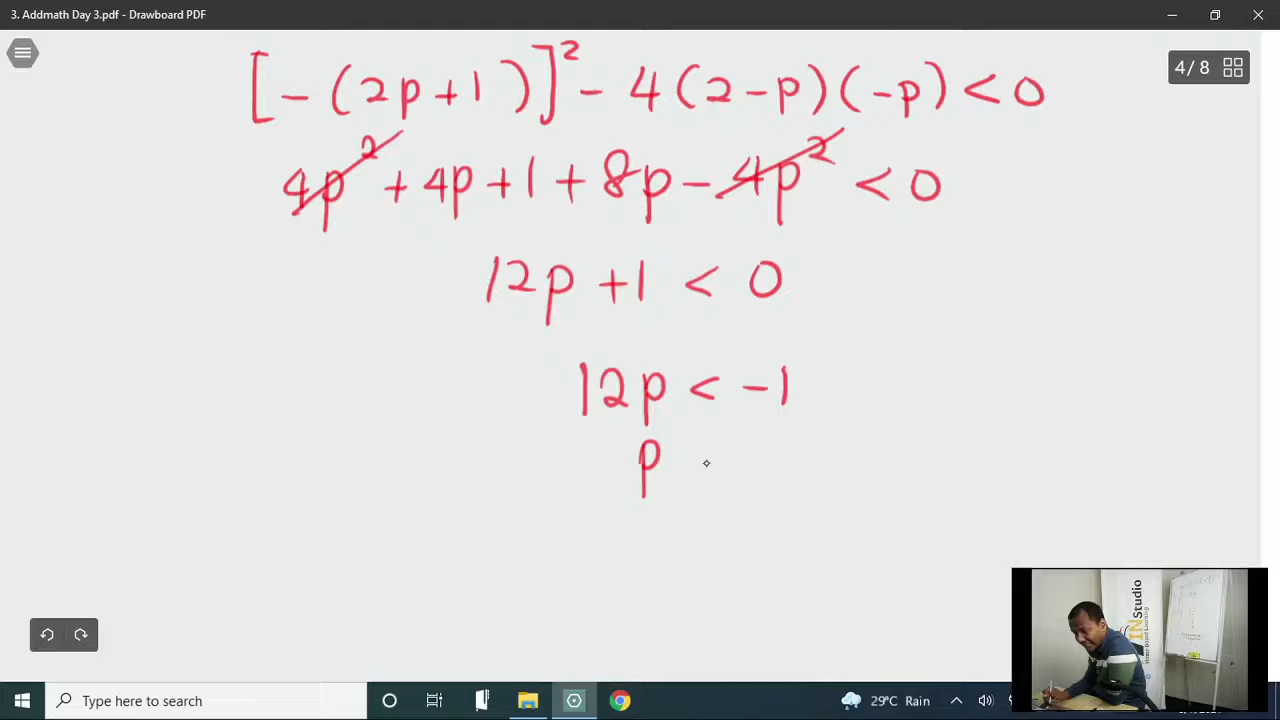 3. Addmath Day 3.pdf - Drawboard PDF
4/8
[-(2p+1)]² - 4(2-p)(-p) < 0
4p² + 4p + 1 + 8p - 4p² < 0
12p + 1 < 0
12p < -1
p
IN Studio
Type here to search
29°C Rain